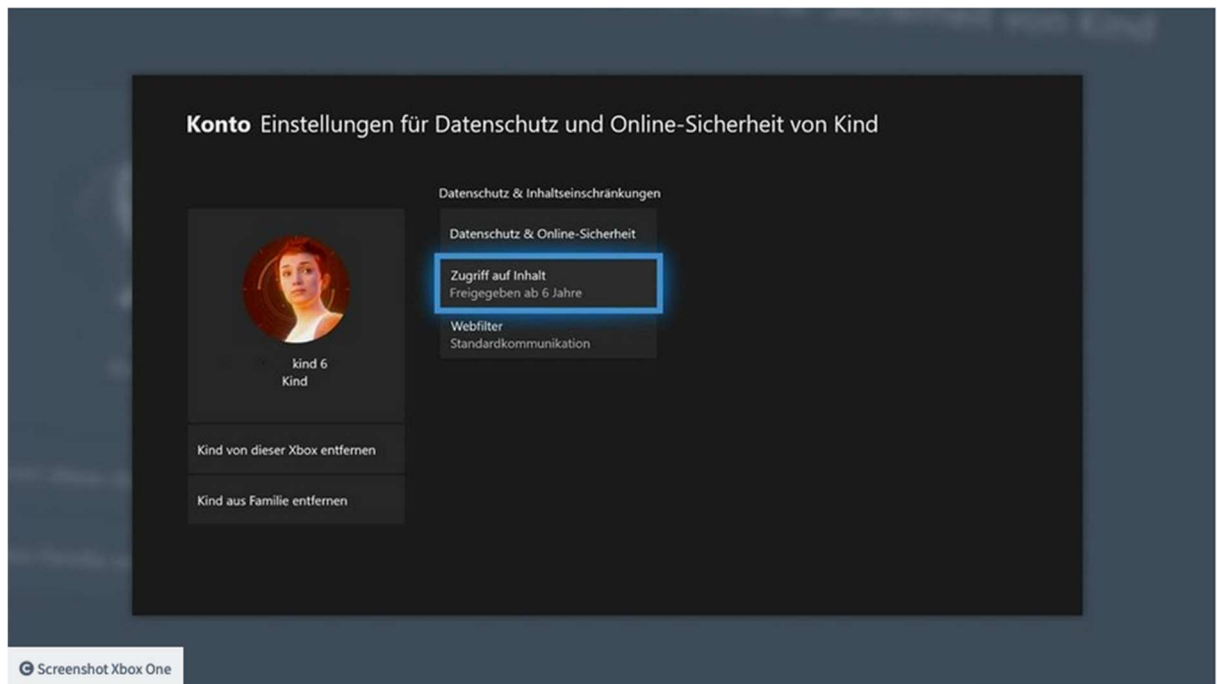 Konto Einstellungen für Datenschutz und Online-Sicherheit von Kind
Datenschutz & Inhaltseinschränkungen
Datenschutz & Online-Sicherheit
Zugriff auf Inhalt
Freigegeben ab 6 Jahre
Webfilter
Standardkommunikation
kind 6
Kind
Kind von dieser Xbox entfernen
Kind aus Familie entfernen
Screenshot Xbox One